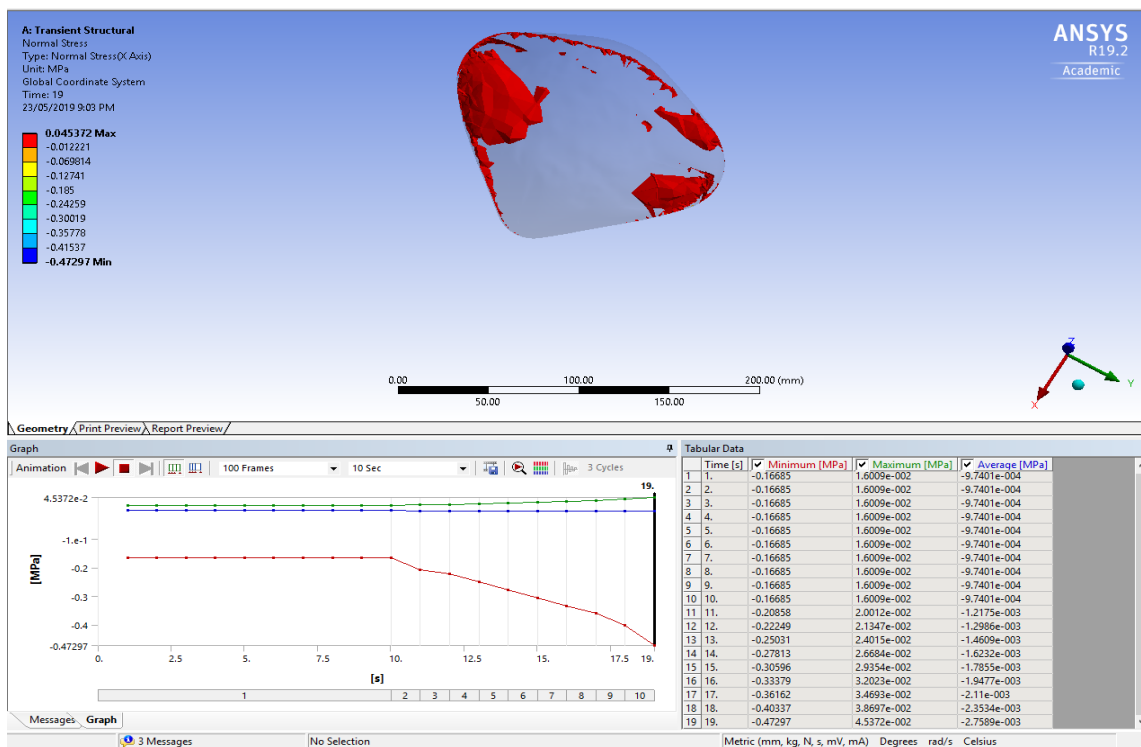 A: Transient Structural
Normal Stress
Type: Normal Stress(X Axis)
Unit: MPa
Global Coordinate System
Time: 19
23/05/2019 9:03 PM
0.045372 Max
-0.012221
-0.069814
-0.12741
-0.185
-0.24259
-0.30019
-0.35778
-0.41537
-0.47297 Min
ANSYS
R19.2
Academic
0.00 100.00 200.00 (mm)
50.00 150.00
Z
Y
X
Geometry Print Preview Report Preview
Graph
Animation 100 Frames 10 Sec 3 Cycles
19.
4.5372e-2
-1.e-1
-0.2
-0.3
-0.4
-0.47297
[MPa]
0. 2.5 5. 7.5 10. 12.5 15. 17.5 19.
[s]
1 2 3 4 5 6 7 8 9 10
Messages Graph
Tabular Data
Time [s] Minimum [MPa] Maximum [MPa] Average [MPa]
1 1. -0.16685 1.6009e-002 -9.7401e-004
2 2. -0.16685 1.6009e-002 -9.7401e-004
3 3. -0.16685 1.6009e-002 -9.7401e-004
4 4. -0.16685 1.6009e-002 -9.7401e-004
5 5. -0.16685 1.6009e-002 -9.7401e-004
6 6. -0.16685 1.6009e-002 -9.7401e-004
7 7. -0.16685 1.6009e-002 -9.7401e-004
8 8. -0.16685 1.6009e-002 -9.7401e-004
9 9. -0.16685 1.6009e-002 -9.7401e-004
10 10. -0.16685 1.6009e-002 -9.7401e-004
11 11. -0.20858 2.0012e-002 -1.2175e-003
12 12. -0.22249 2.1347e-002 -1.2986e-003
13 13. -0.25031 2.4015e-002 -1.4609e-003
14 14. -0.27813 2.6684e-002 -1.6232e-003
15 15. -0.30596 2.9354e-002 -1.7855e-003
16 16. -0.33379 3.2023e-002 -1.9477e-003
17 17. -0.36162 3.4693e-002 -2.11e-003
18 18. -0.40337 3.8697e-002 -2.3534e-003
19 19. -0.47297 4.5372e-002 -2.7589e-003
3 Messages No Selection Metric (mm, kg, N, s, mV, mA) Degrees rad/s Celsius